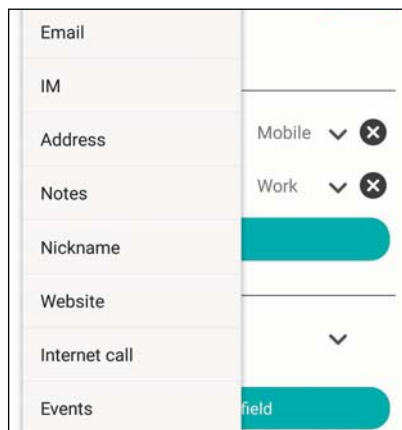 Email
IM
Address
Mobile
Notes
Work
Nickname
Website
Internet call
Events
field